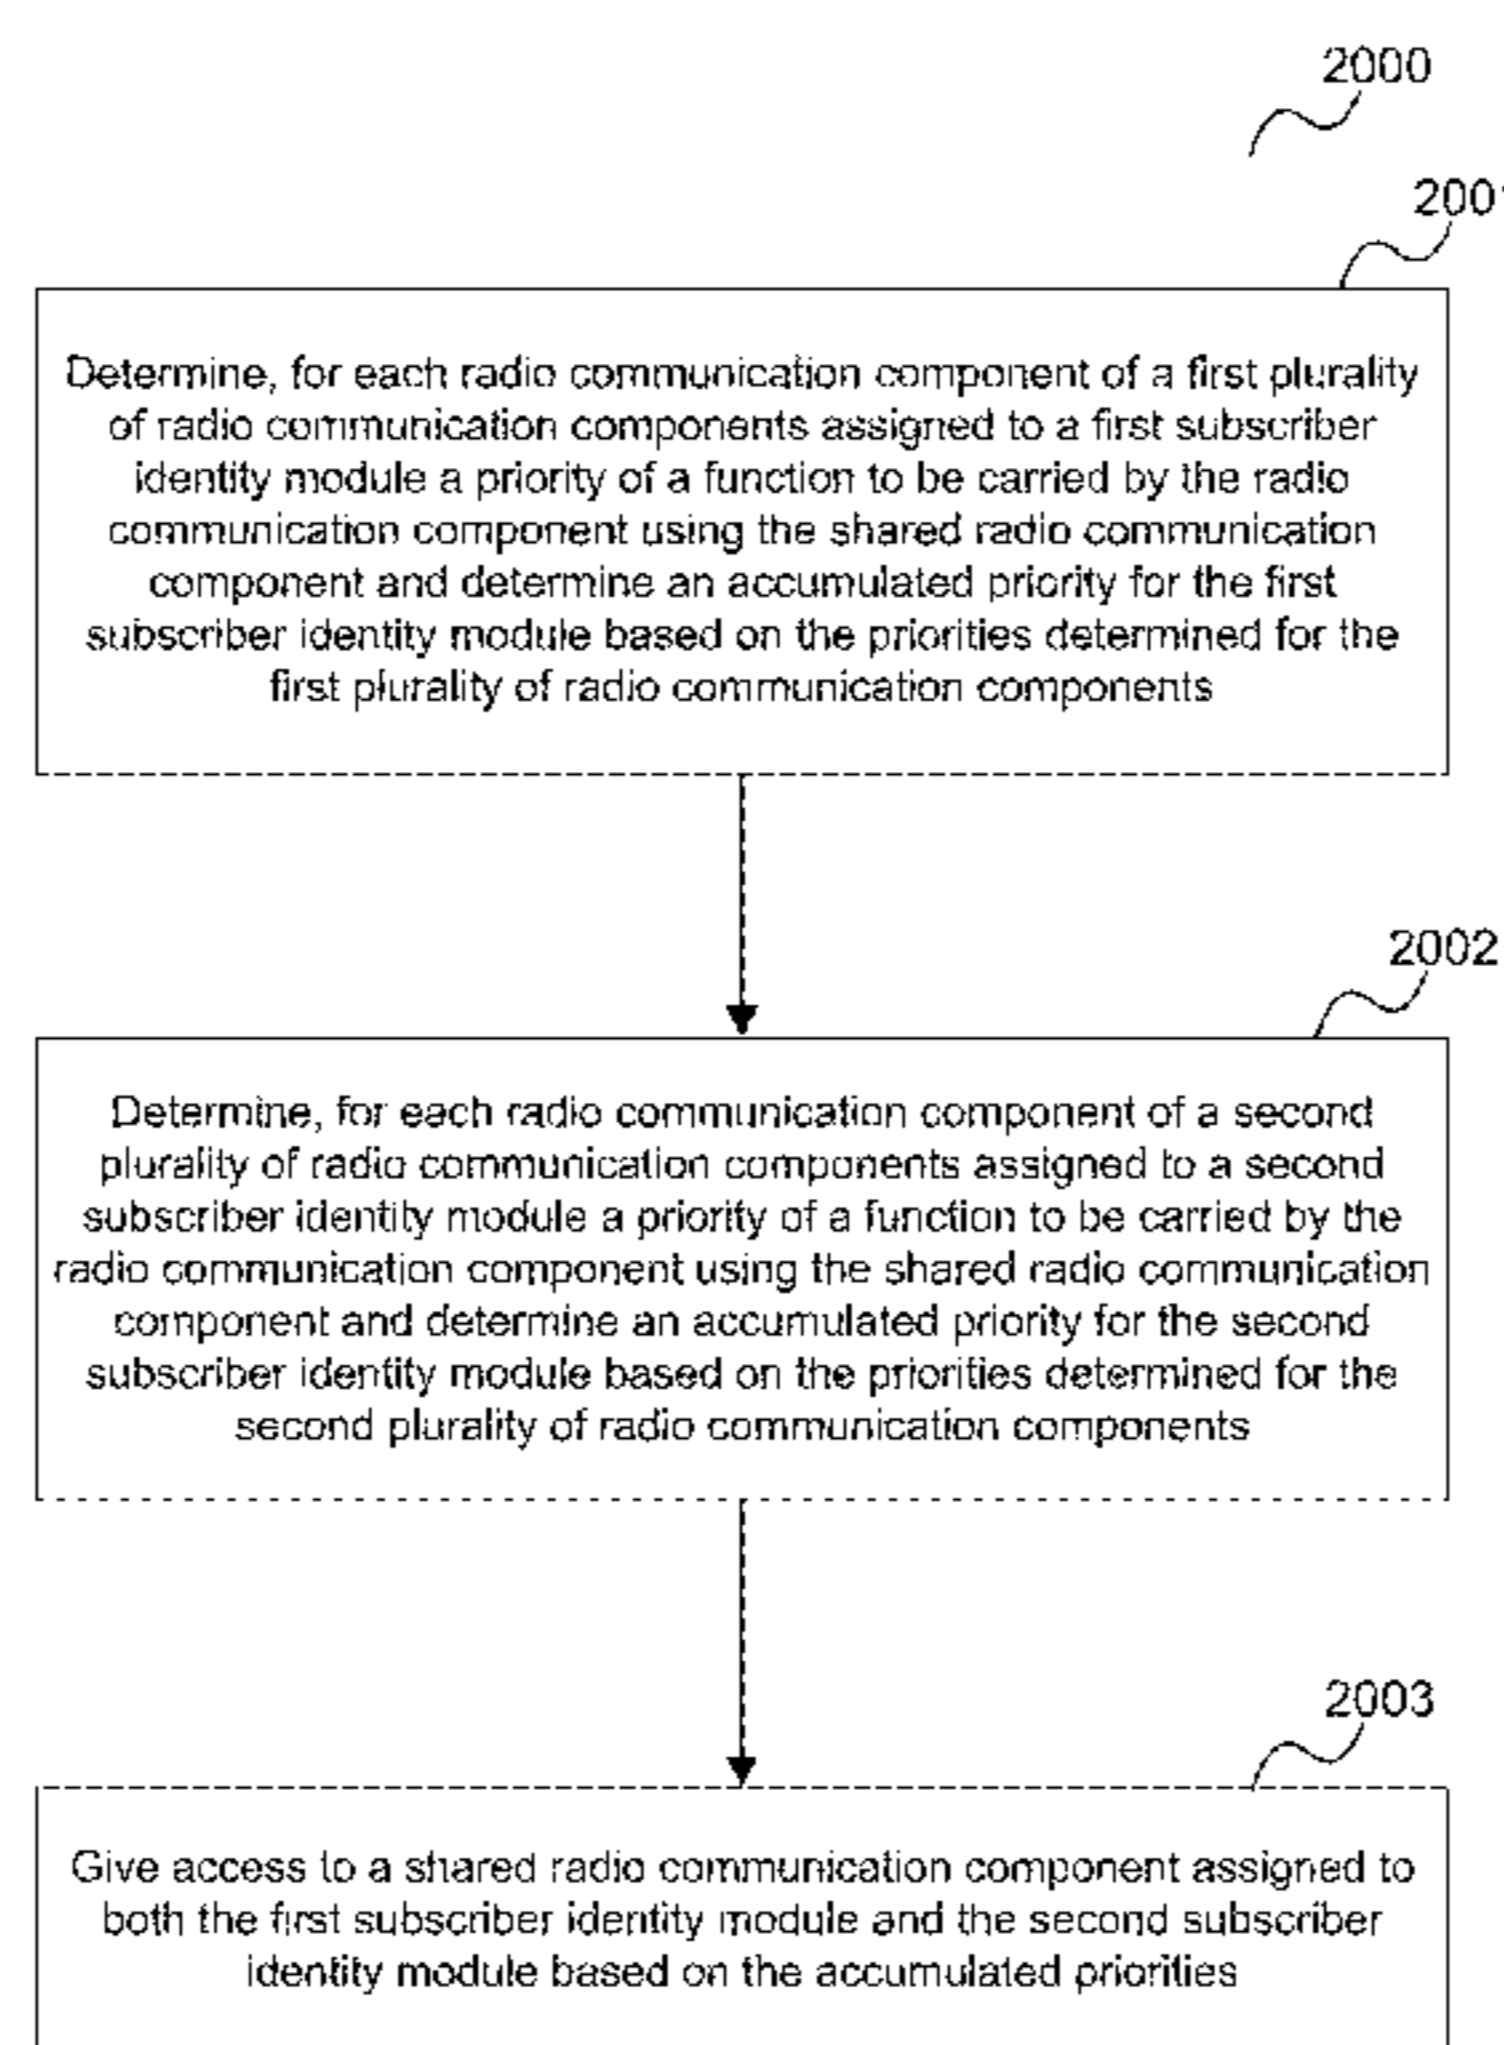 2000
2001
Determine, for each radio communication component of a first plurality
of radio communication components assigned to a first subscriber
identity module a priority of a function to be carried by the radio
communication component using the shared radio communication
component and determine an accumulated priority for the first
subscriber identity module based on the priorities determined for the
first plurality of radio communication components
2002
Determine, for each radio communication component of a second
plurality of radio communication components assigned to a second
subscriber identity module a priority of a function to be carried by the
radio communication component using the shared radio communication
component and determine an accumulated priority for the second
subscriber identity module based on the priorities determined for the
second plurality of radio communication components
2003
Give access to a shared radio communication component assigned to
both the first subscriber identity module and the second subscriber
identity module based on the accumulated priorities